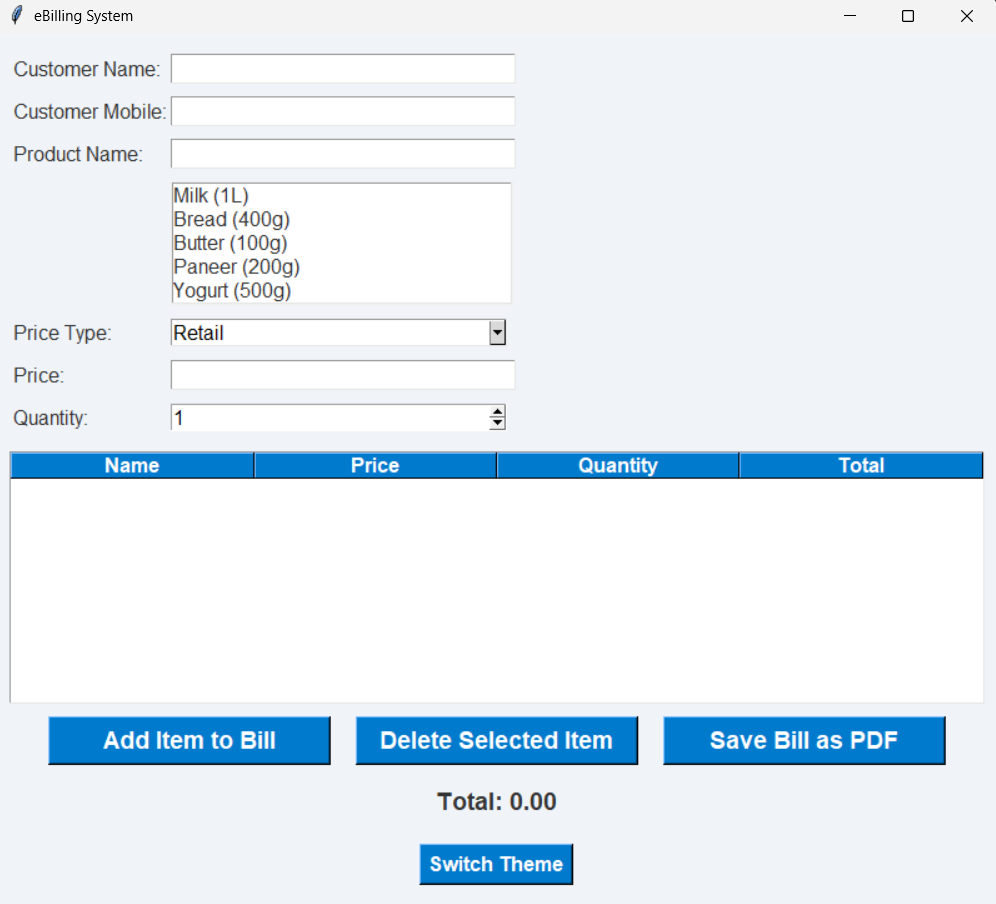 eBilling System
Customer Name:
Customer Mobile:
Product Name:
Milk (1L)
Bread (400g)
Butter (100g)
Paneer (200g)
Yogurt (500g)
Price Type: Retail
Price:
Quantity: 1
Name Price Quantity Total
Add Item to Bill Delete Selected Item Save Bill as PDF
Total: 0.00
Switch Theme